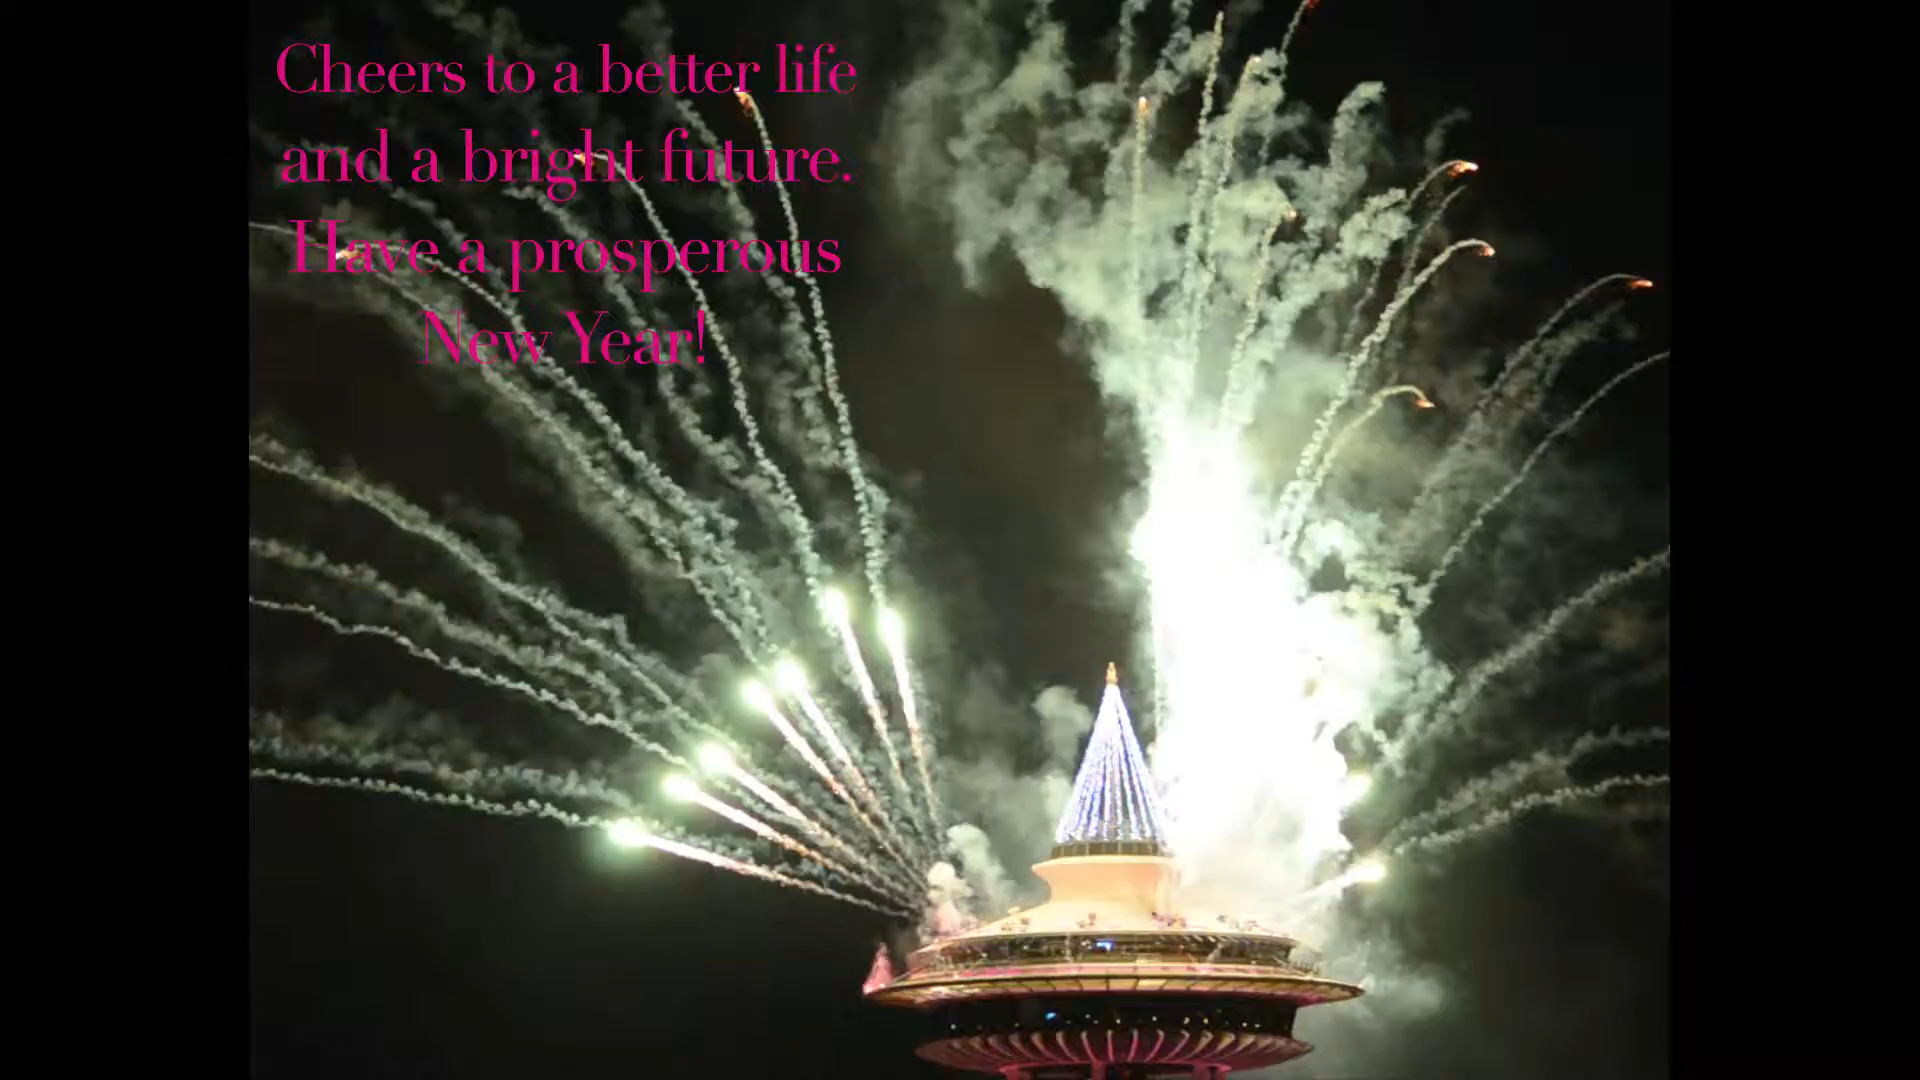 Cheers to a better life
and a bright future.
Have a prosperous
New Year!